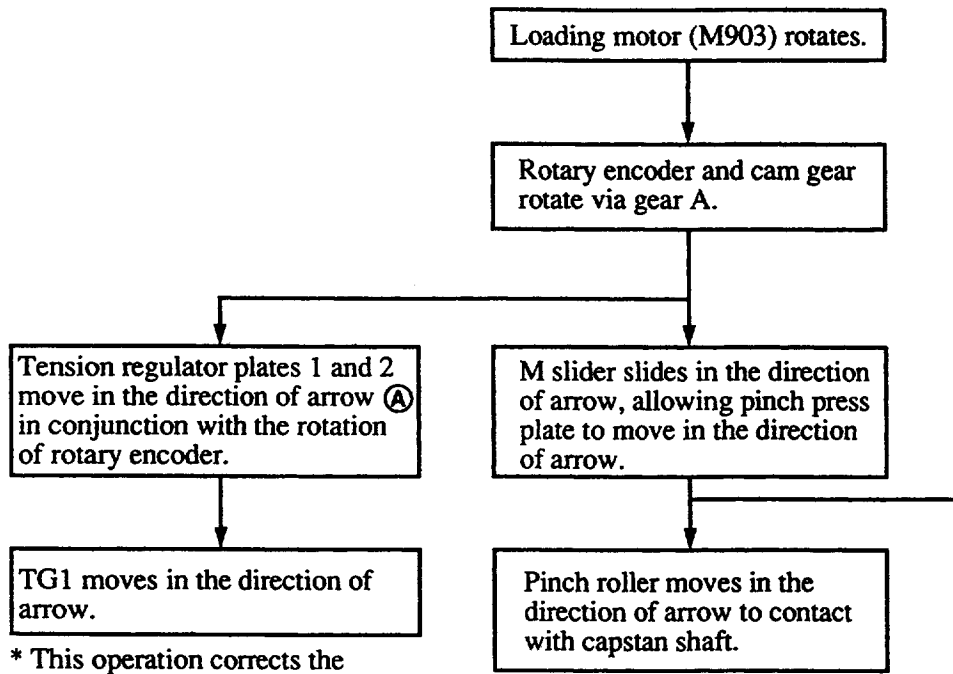 Loading motor (M903) rotates.
Rotary encoder and cam gear
rotate via gear A.
Tension regulator plates 1 and 2
move in the direction of arrow Ⓐ
in conjunction with the rotation
of rotary encoder.
M slider slides in the direction
of arrow, allowing pinch press
plate to move in the direction
of arrow.
TG1 moves in the direction of
arrow.
* This operation corrects the
Pinch roller moves in the
direction of arrow to contact
with capstan shaft.